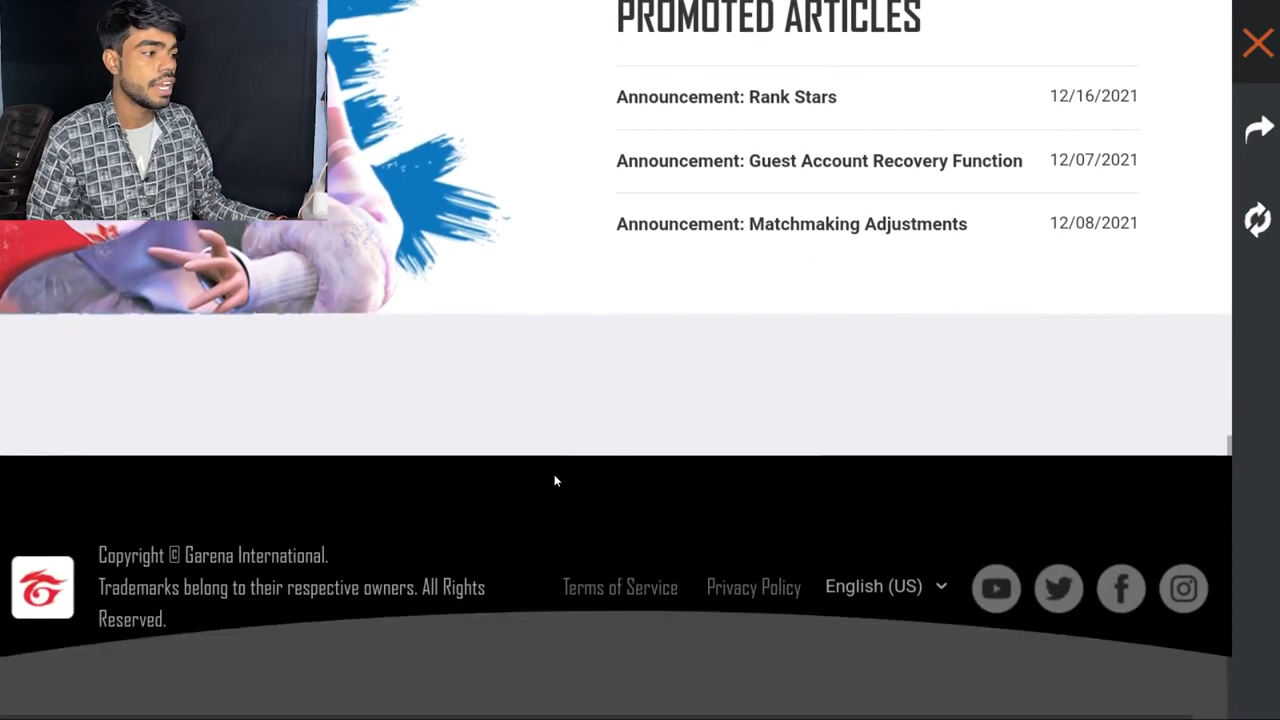 PROMOTED ARTICLES
Announcement: Rank Stars 12/16/2021
Announcement: Guest Account Recovery Function 12/07/2021
Announcement: Matchmaking Adjustments 12/08/2021
Copyright © Garena International.
Trademarks belong to their respective owners. All Rights
Reserved.
Terms of Service Privacy Policy English (US)